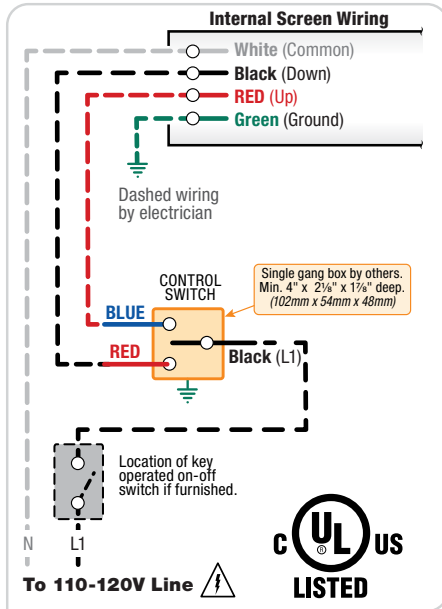 Internal Screen Wiring
White (Common)
Black (Down)
RED (Up)
Green (Ground)
Dashed wiring
by electrician
Single gang box by others.
Min. 4" x 2⅛" x 1⅞" deep.
(102mm x 54mm x 48mm)
CONTROL
SWITCH
BLUE
RED
Black (L1)
Location of key
operated on-off
switch if furnished.
N
L1
To 110-120V Line
C UL ® US
LISTED